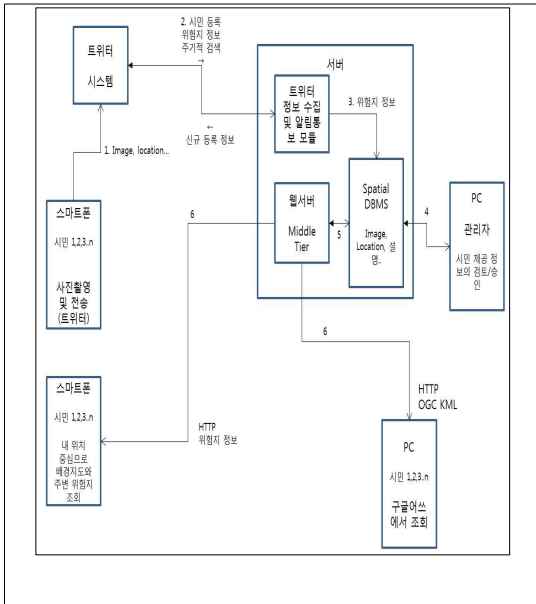 2. 시민 등록
위험지 정보
주기적 검색
→
트위터
시스템
서버
트위터
정보 수집
및 알림통
보 모듈
3. 위험지 정보
←
신규 등록 정보
1. Image, location...
스마트폰
시민 1,2,3..n
사진촬영
및 전송
(트위터)
6
웹서버
Middle
Tier
5
Spatial
DBMS
Image,
Location, 설
명..
4
PC
관리자
시민 제공 정
보의 검토/승
인
6
스마트폰
시민 1,2,3..n
내 위치
중심으로
배경지도와
주변 위험지
조회
HTTP
위험지 정보
HTTP
OGC KML
PC
시민 1,2,3..n
구글어쓰
에서 조회